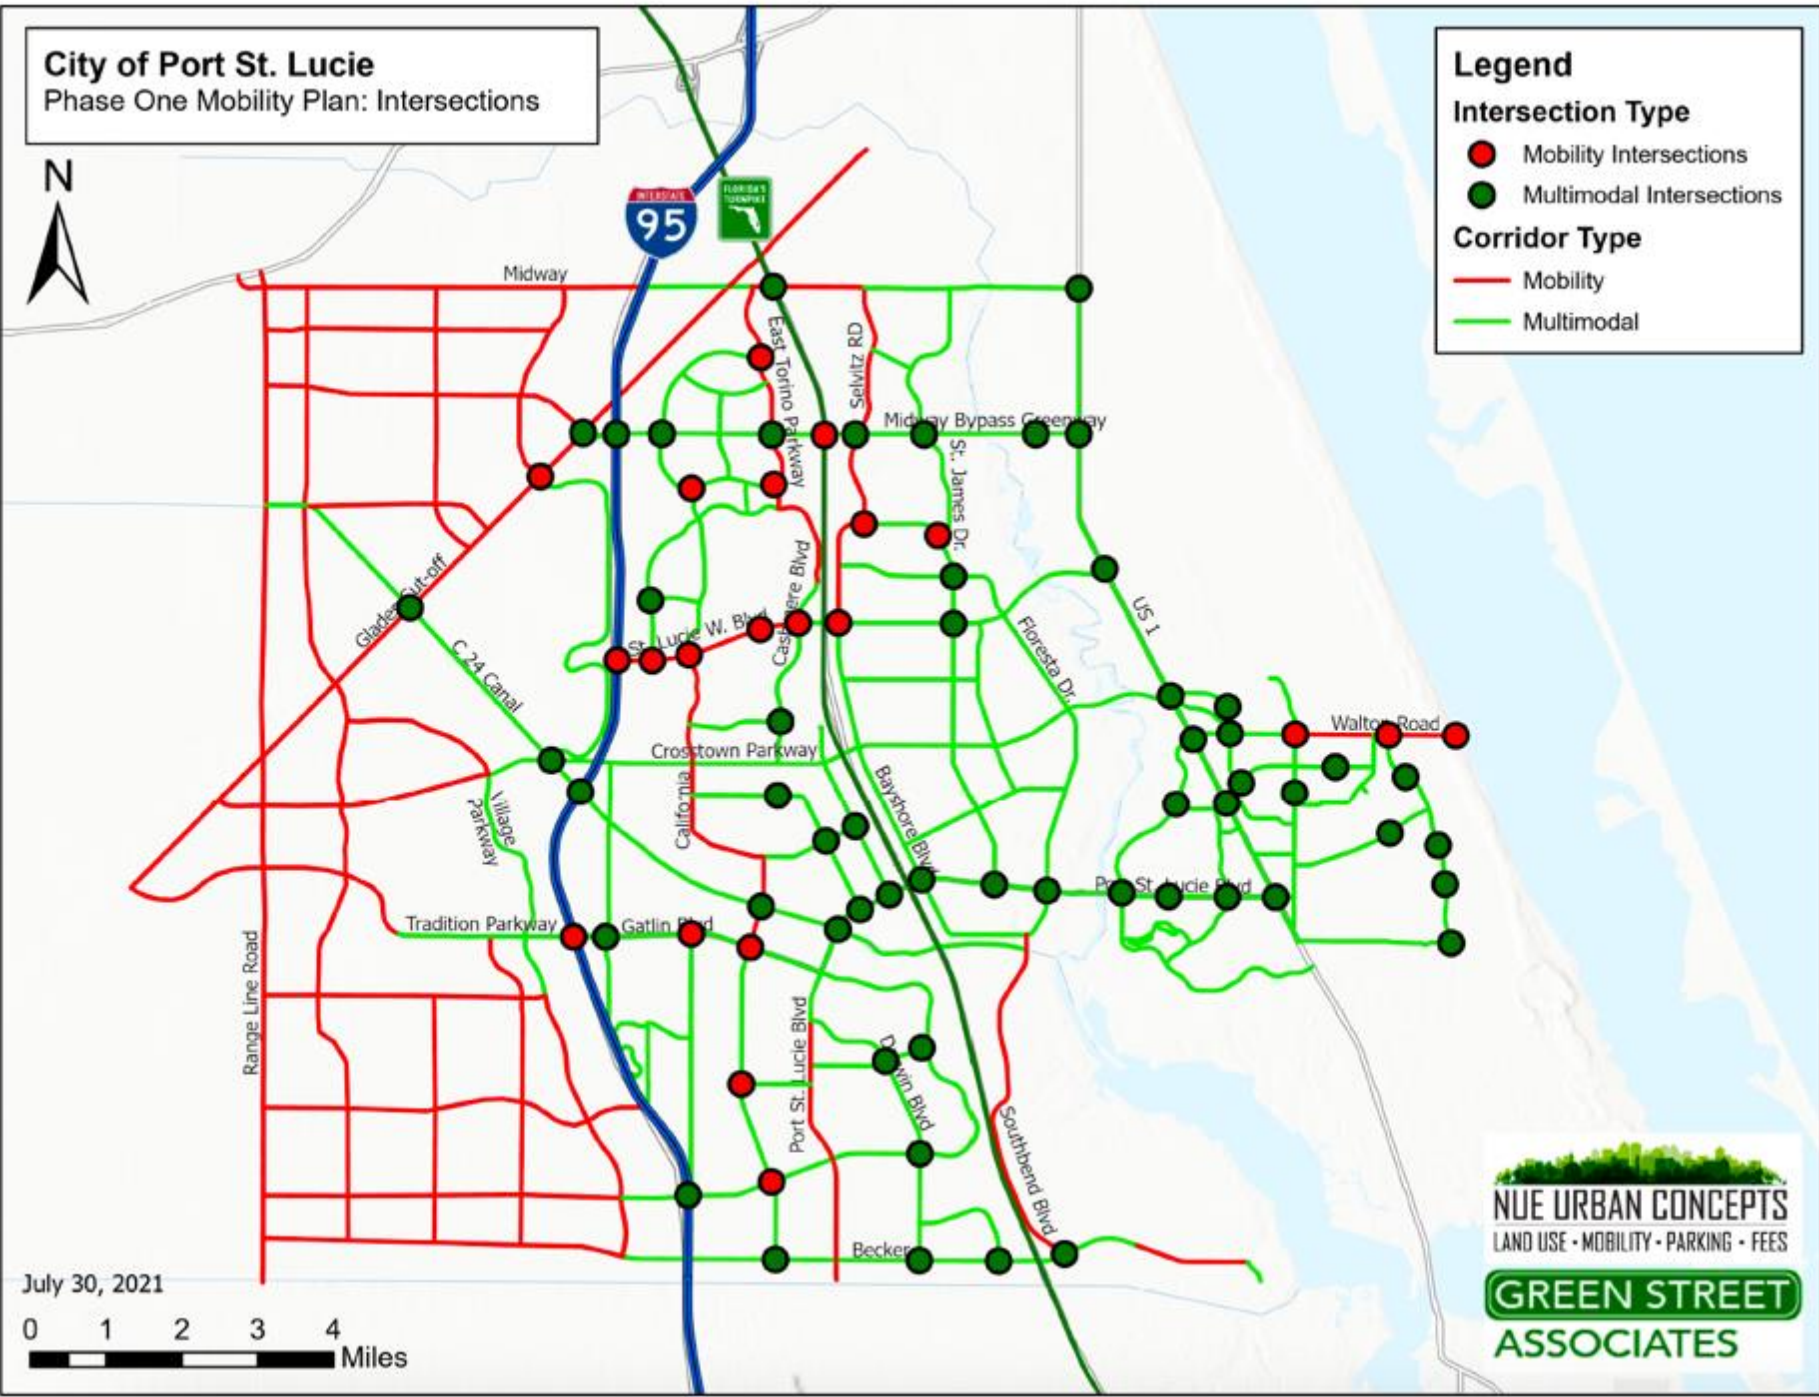 City of Port St. Lucie
Phase One Mobility Plan: Intersections
N
Legend
Intersection Type
Mobility Intersections
Multimodal Intersections
Corridor Type
Mobility
Multimodal
INTERSTATE
95
FLORIDA'S
TURNPIKE
Midway
East Torino Parkway
Selvitz RD
Midway Bypass Greenway
St. James Dr.
Glades Cut-off
C 24 Canal
St. Lucie W. Blvd
Cashmere Blvd
Floresta Dr.
US 1
Walton Road
Crosstown Parkway
California
Village
Parkway
Bayshore Blvd
Port St. Lucie Blvd
Tradition Parkway
Gatlin Blvd
Range Line Road
Port St. Lucie Blvd
Darwin Blvd
Southbend Blvd
Becker
July 30, 2021
0 1 2 3 4
Miles
NUE URBAN CONCEPTS
LAND USE • MOBILITY • PARKING • FEES
GREEN STREET
ASSOCIATES